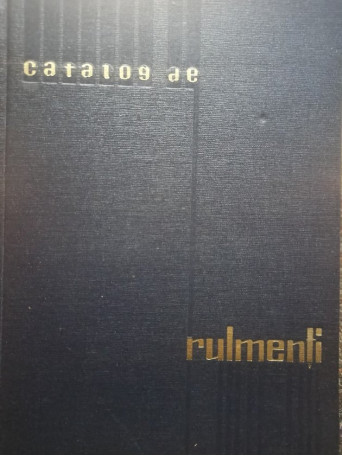 catalog de
rulmenți